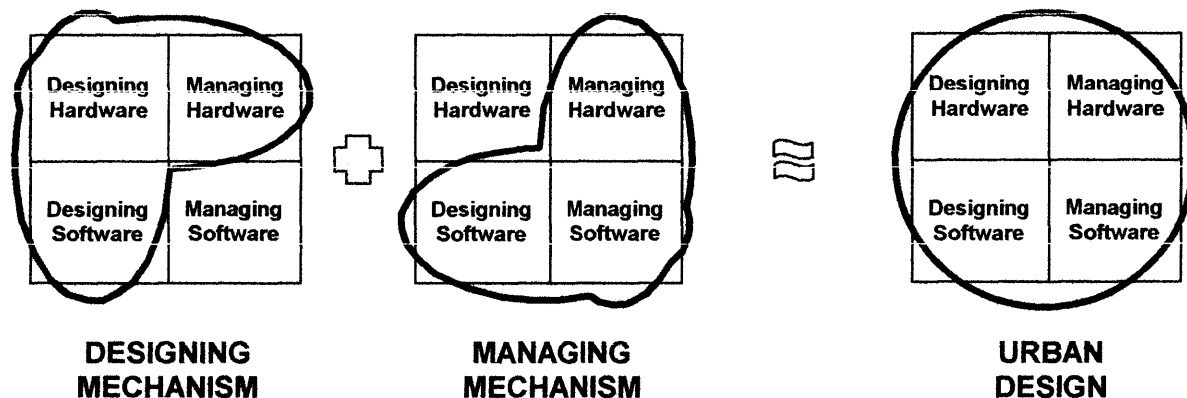 Designing
Hardware
Managing
Hardware
Designing
Software
Managing
Software
DESIGNING
MECHANISM
Designing
Hardware
Managing
Hardware
Designing
Software
Managing
Software
MANAGING
MECHANISM
Designing
Hardware
Managing
Hardware
Designing
Software
Managing
Software
URBAN
DESIGN